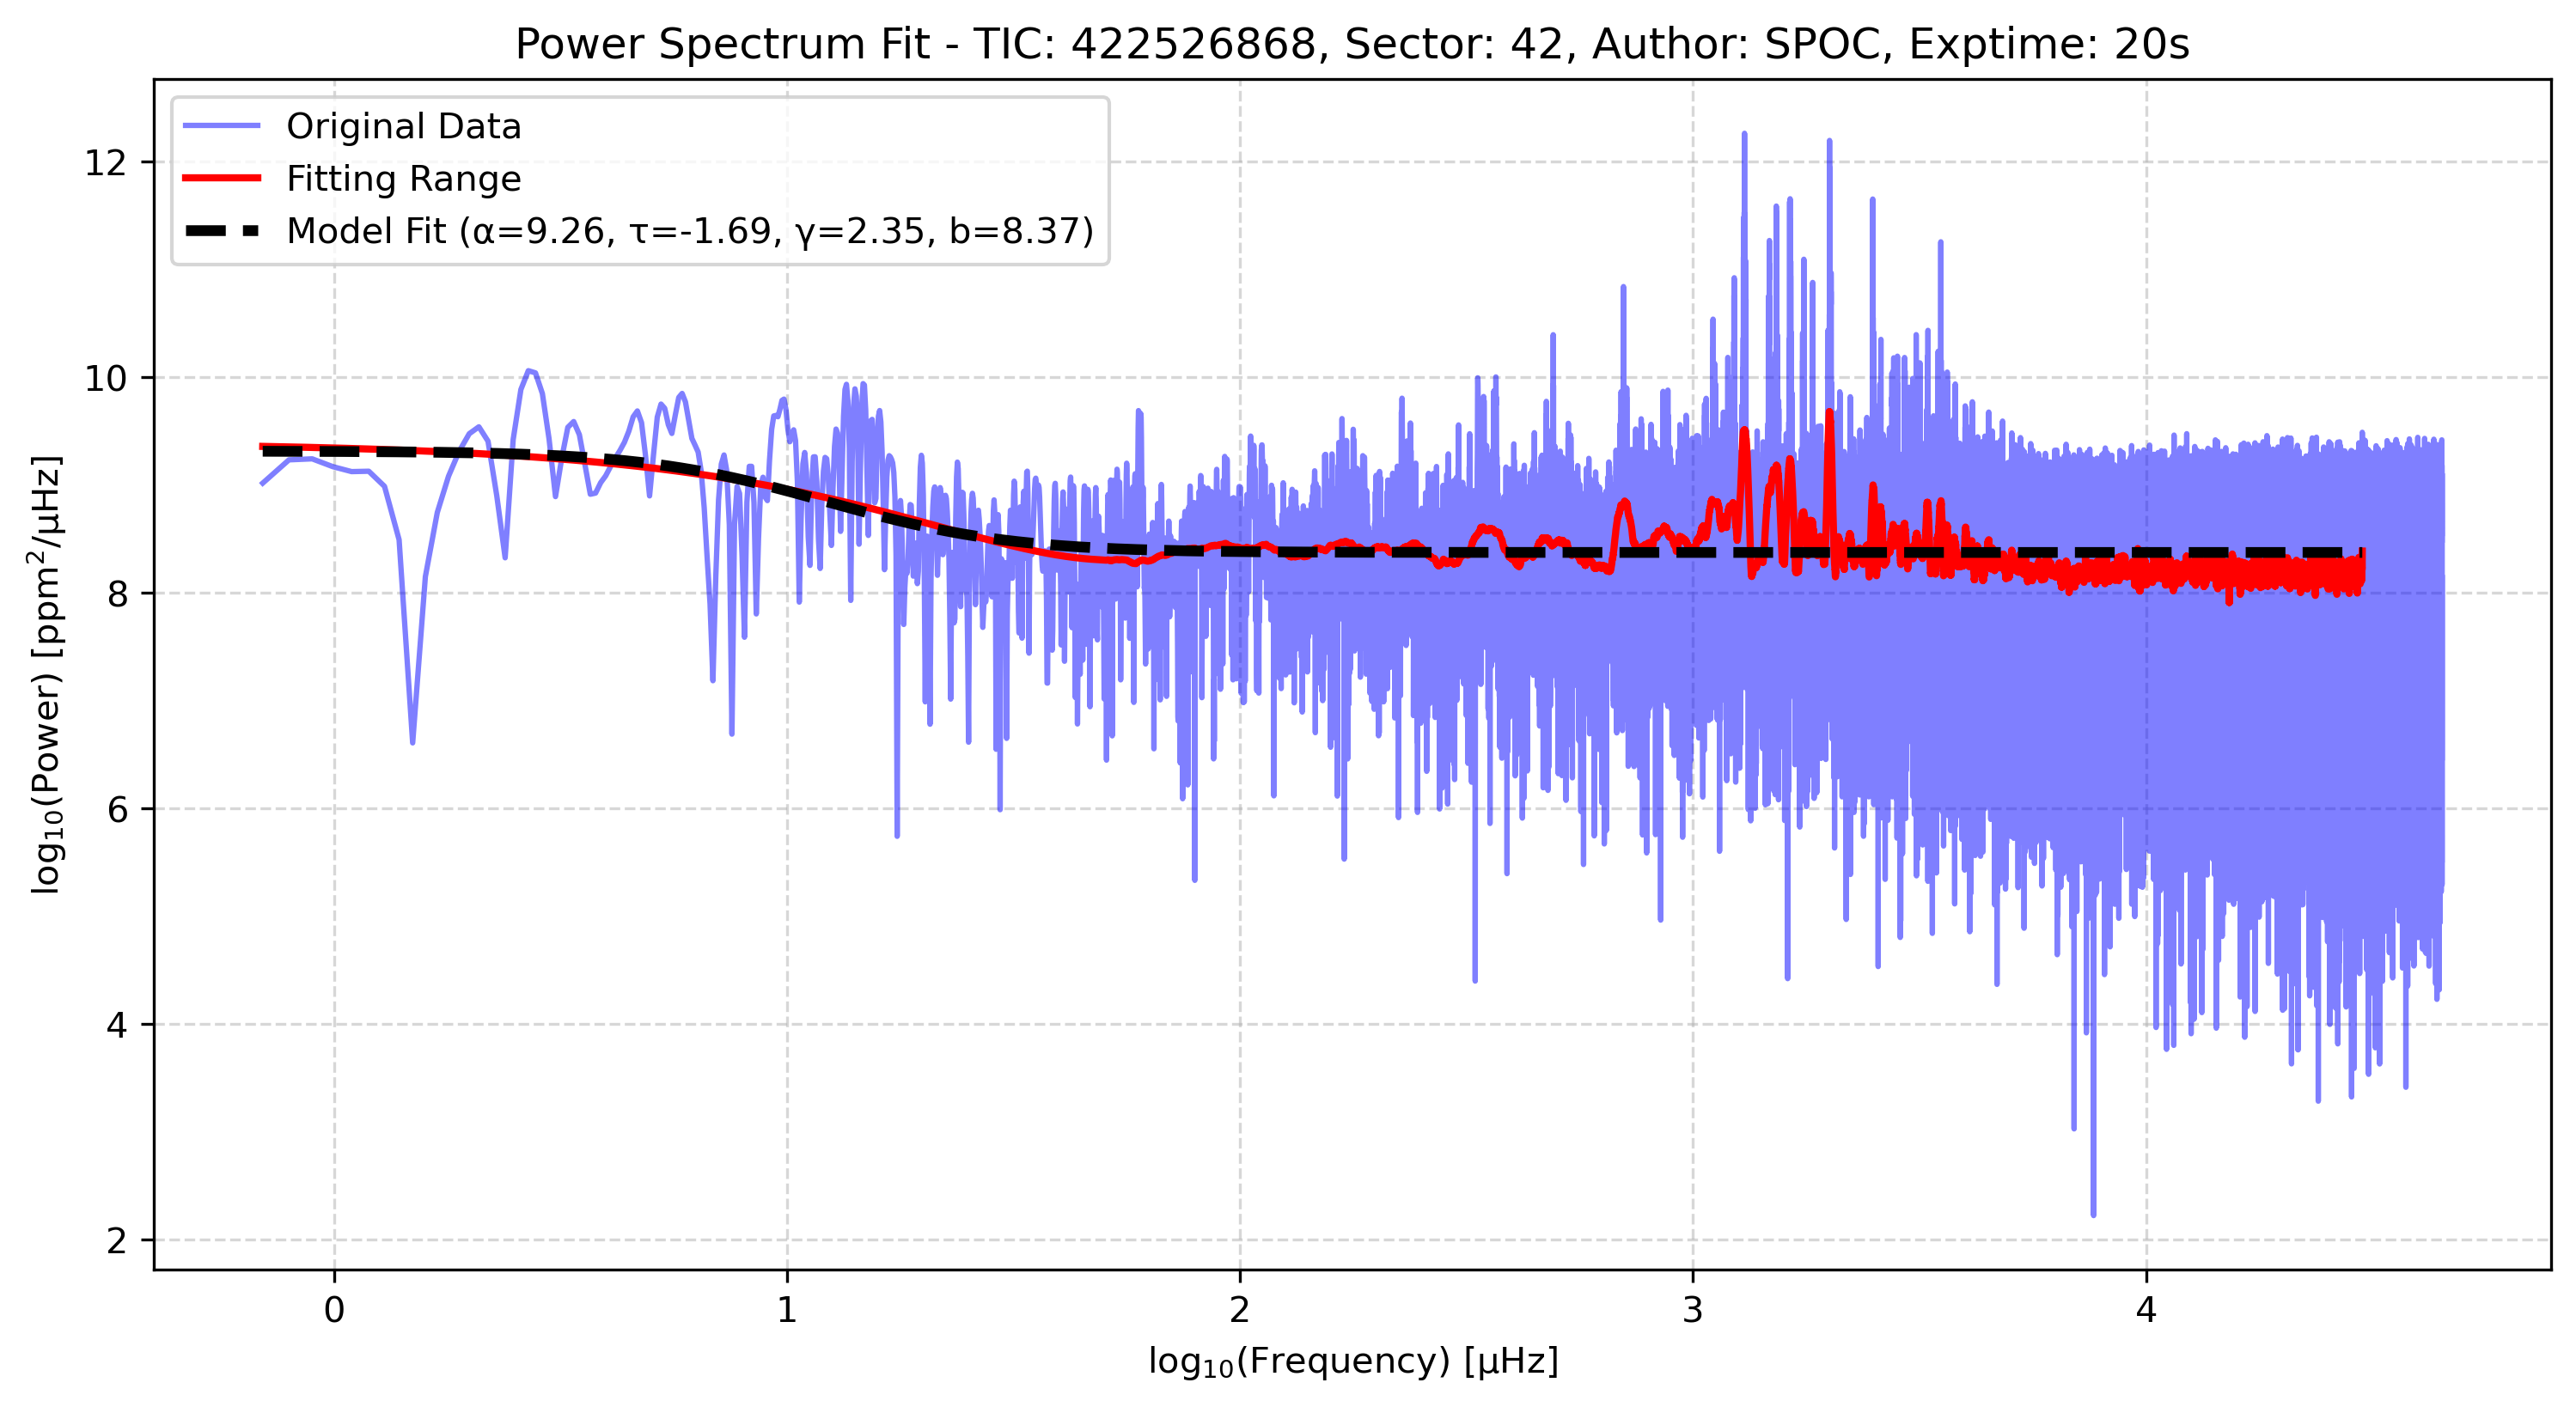 Power Spectrum Fit - TIC: 422526868, Sector: 42, Author: SPOC, Exptime: 20s
Original Data
Fitting Range
Model Fit (α=9.26, τ=-1.69, γ=2.35, b=8.37)
12
10
8
6
4
2
log₁₀(Power) [ppm²/μHz]
0 1 2 3 4
log₁₀(Frequency) [μHz]